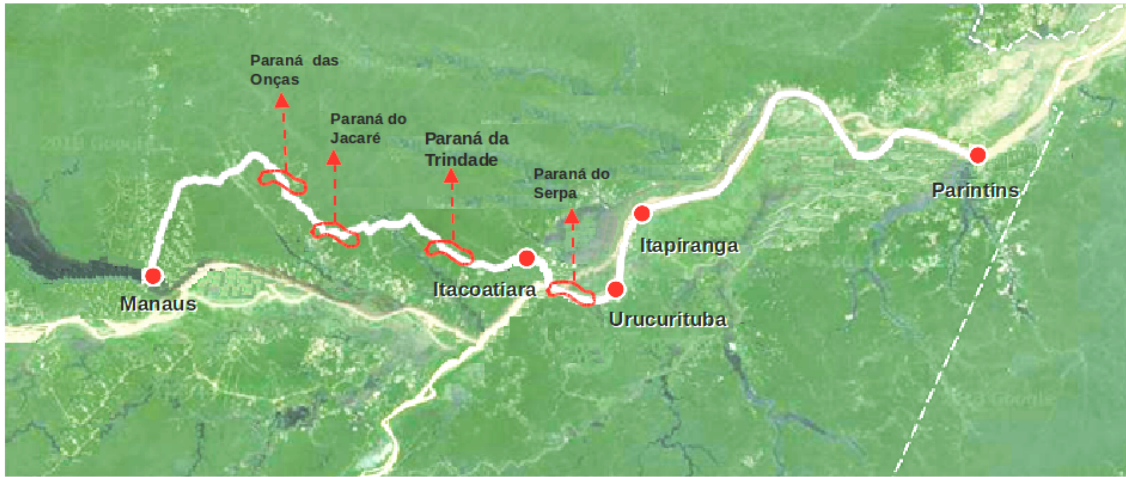 Paraná das
Onças
Paraná do
Jacaré
Paraná da
Trindade
Paraná do
Serpa
Parintins
Itapiranga
Itacoatiara
Manaus
Urucurituba